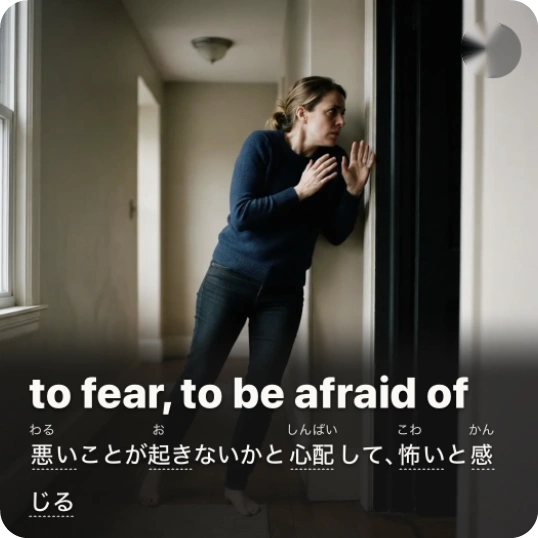 to fear, to be afraid of
わる お しんぱい こわ かん
悪いことが起きないかと心配して、怖いと感
じる